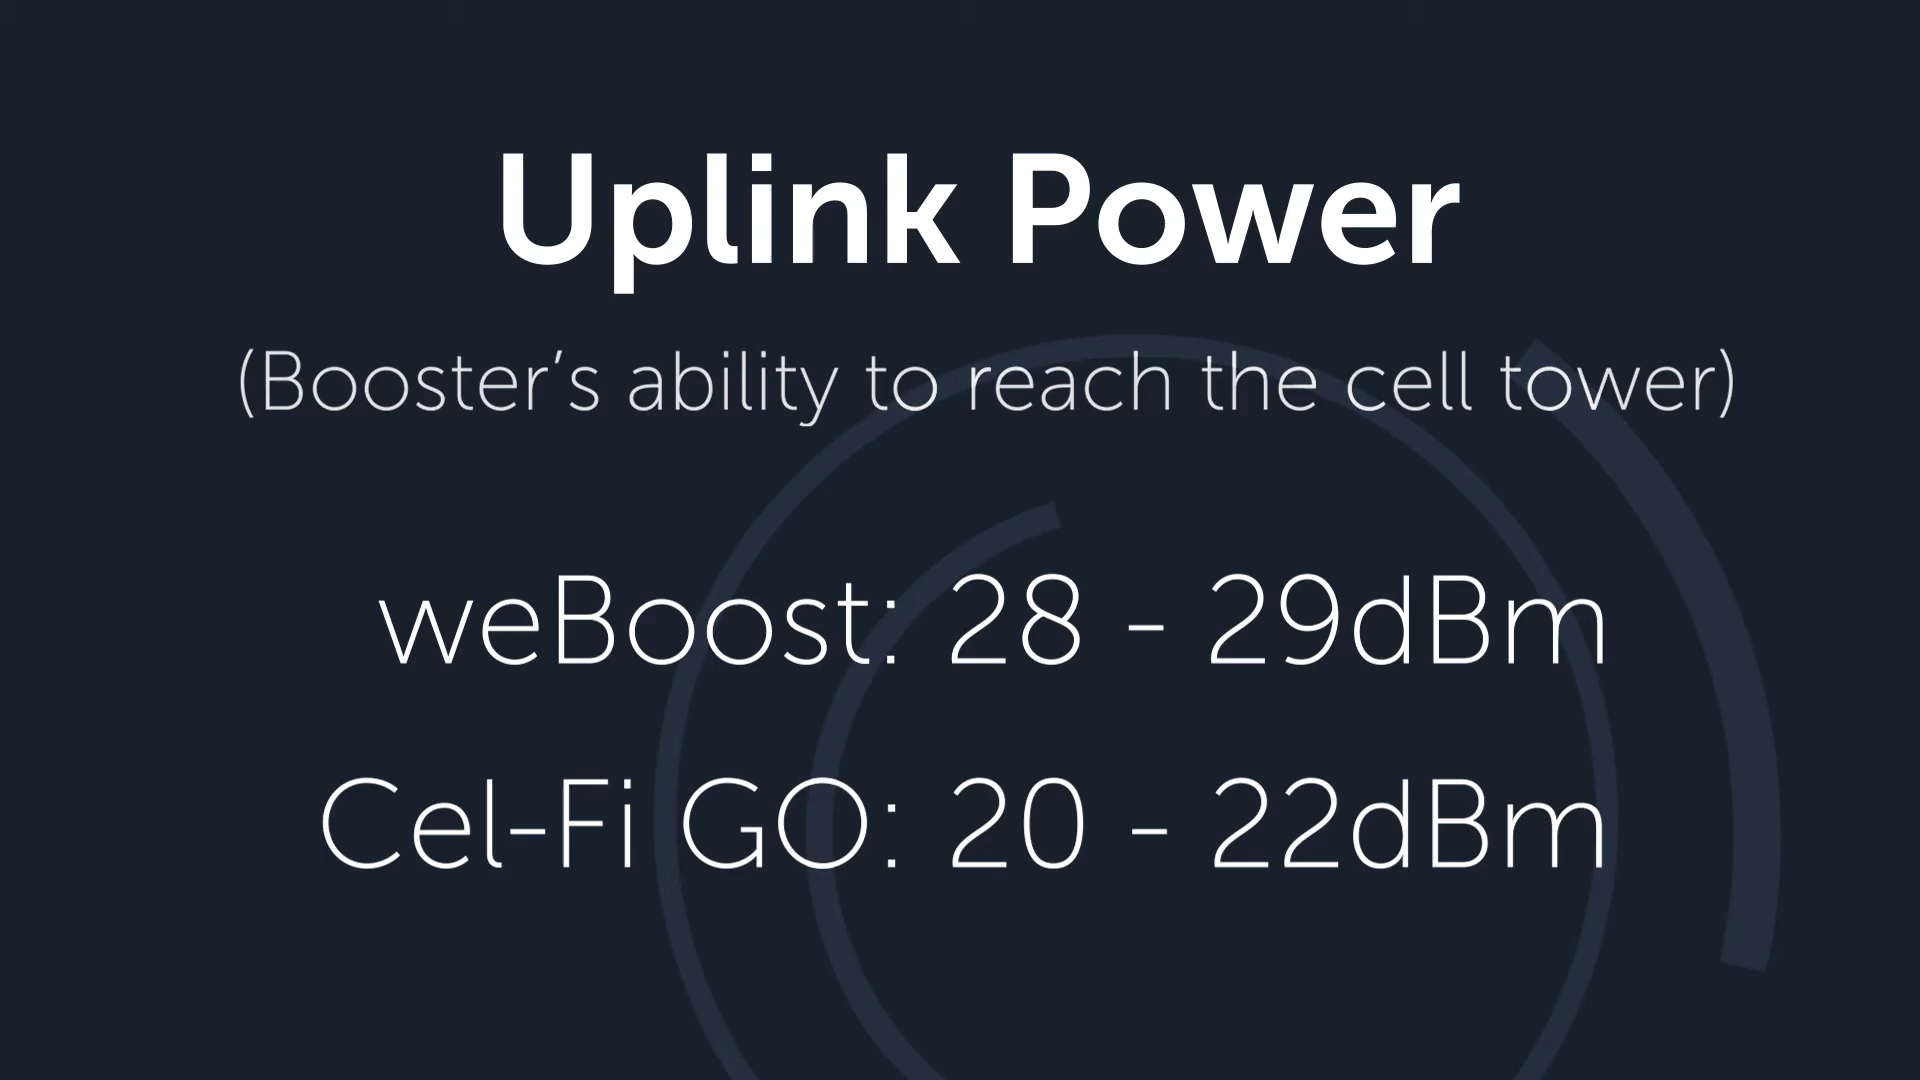 Uplink Power
(Booster’s ability to reach the cell tower)
weBoost: 28 - 29dBm
Cel-Fi GO: 20 - 22dBm